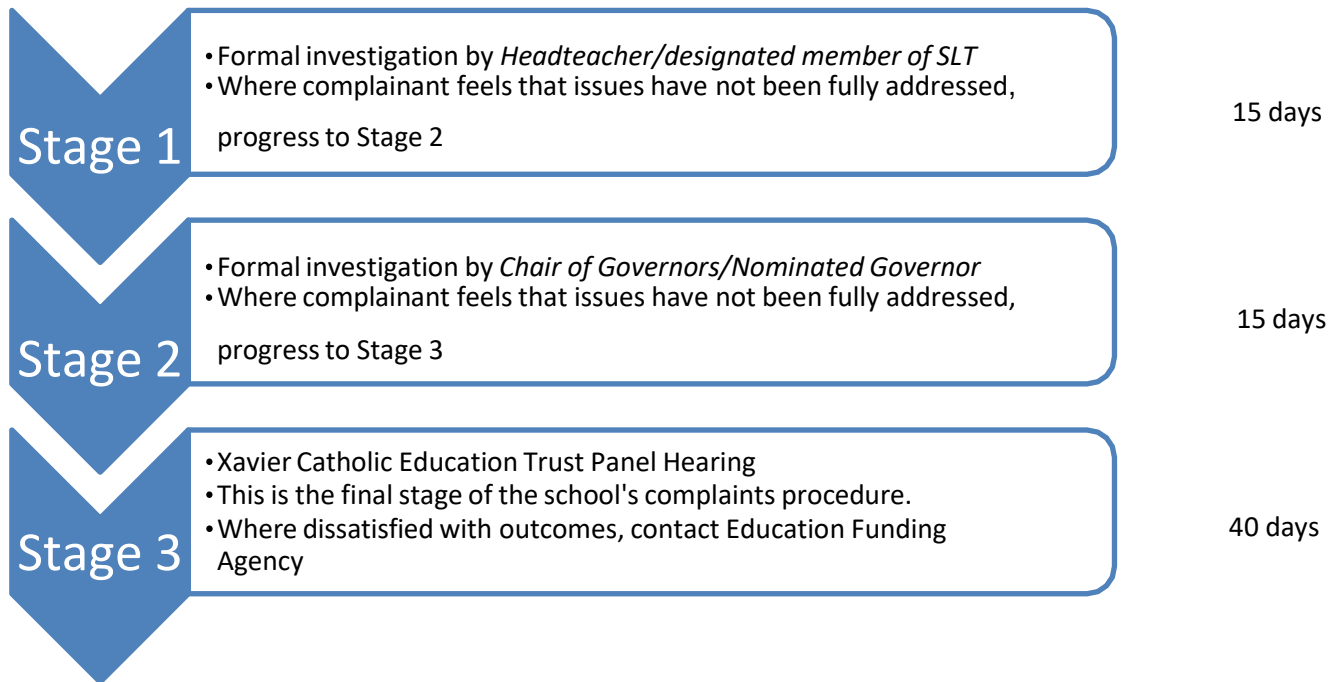 Stage 1
•Formal investigation by Headteacher/designated member of SLT
•Where complainant feels that issues have not been fully addressed,
progress to Stage 2
15 days
Stage 2
•Formal investigation by Chair of Governors/Nominated Governor
•Where complainant feels that issues have not been fully addressed,
progress to Stage 3
15 days
Stage 3
•Xavier Catholic Education Trust Panel Hearing
•This is the final stage of the school's complaints procedure.
•Where dissatisfied with outcomes, contact Education Funding
Agency
40 days